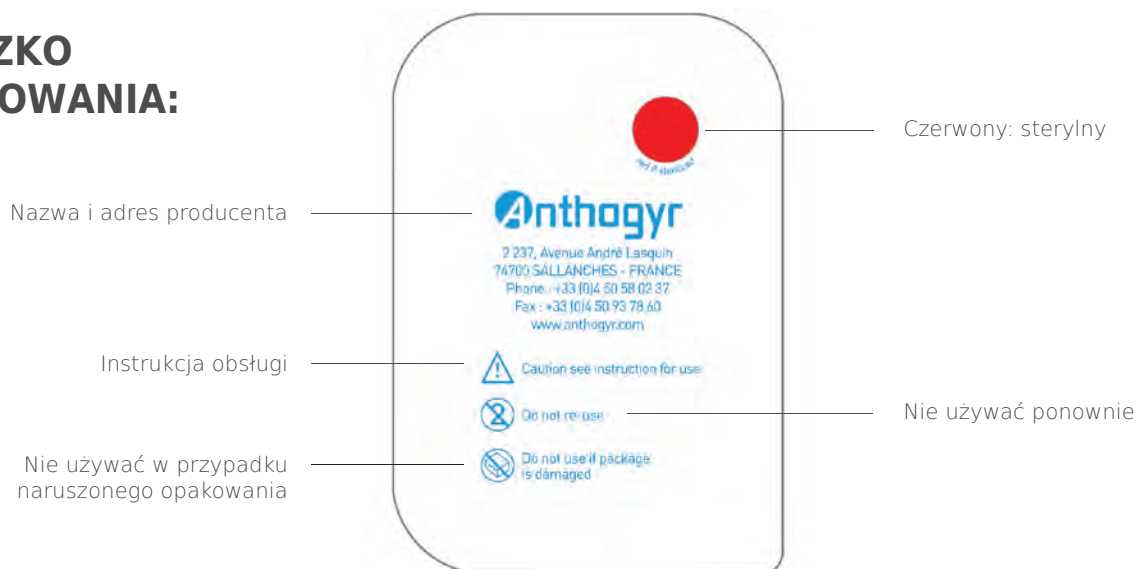 ZKO
OWANIA:
Czerwony: sterylny
Nazwa i adres producenta
Anthogyr
2 237, Avenue André Lasquin
74700 SALLANCHES - FRANCE
Phone : +33 (0)4 50 58 02 37
Fax : +33 (0)4 50 93 78 60
www.anthogyr.com
Instrukcja obsługi
Caution see instruction for use
Do not re-use
Nie używać ponownie
Nie używać w przypadku
naruszonego opakowania
Do not use if package
is damaged